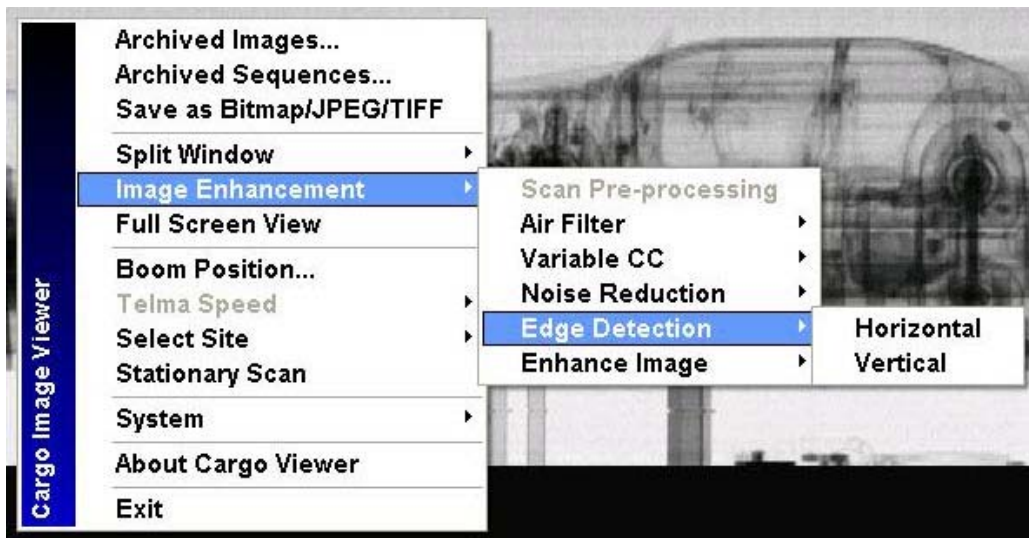 Cargo Image Viewer
Archived Images...
Archived Sequences...
Save as Bitmap/JPEG/TIFF
Split Window
Image Enhancement
Full Screen View
Boom Position...
Telma Speed
Select Site
Stationary Scan
System
About Cargo Viewer
Exit
Scan Pre-processing
Air Filter
Variable CC
Noise Reduction
Edge Detection
Enhance Image
Horizontal
Vertical